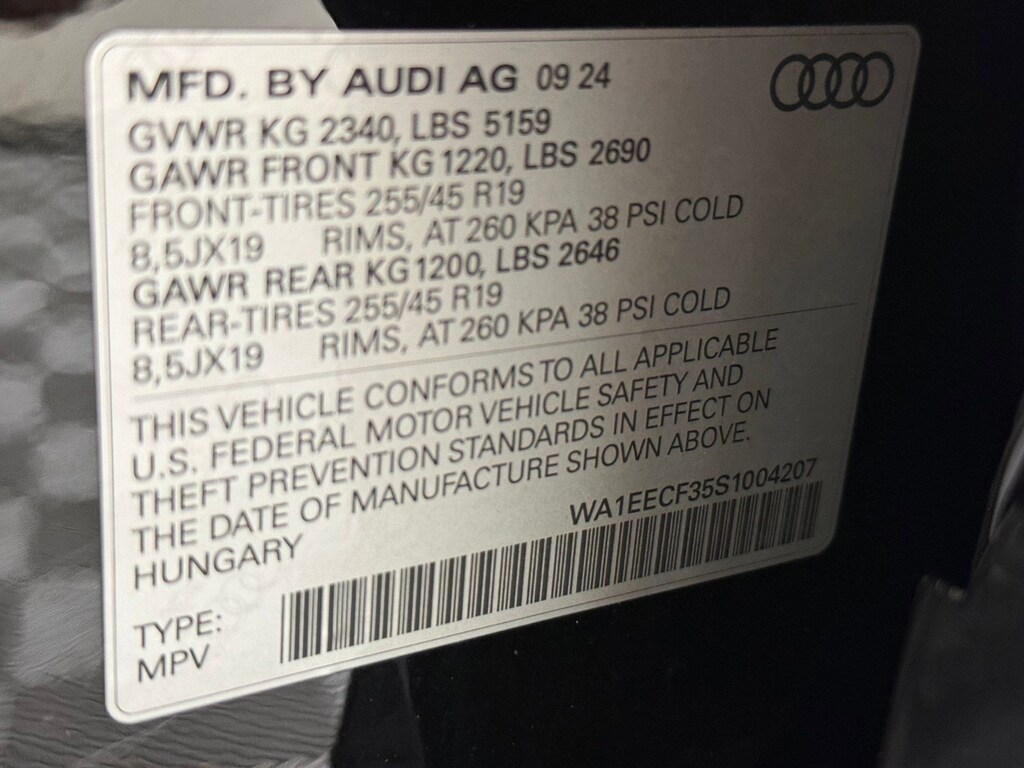 MFD. BY AUDI AG 09 24
GVWR KG 2340, LBS 5159
GAWR FRONT KG 1220, LBS 2690
FRONT-TIRES 255/45 R19
8,5JX19 RIMS, AT 260 KPA 38 PSI COLD
GAWR REAR KG 1200, LBS 2646
REAR-TIRES 255/45 R19
8,5JX19 RIMS, AT 260 KPA 38 PSI COLD
THIS VEHICLE CONFORMS TO ALL APPLICABLE
U.S. FEDERAL MOTOR VEHICLE SAFETY AND
THEFT PREVENTION STANDARDS IN EFFECT ON
THE DATE OF MANUFACTURE SHOWN ABOVE.
HUNGARY WA1EECF35S1004207
TYPE:
MPV